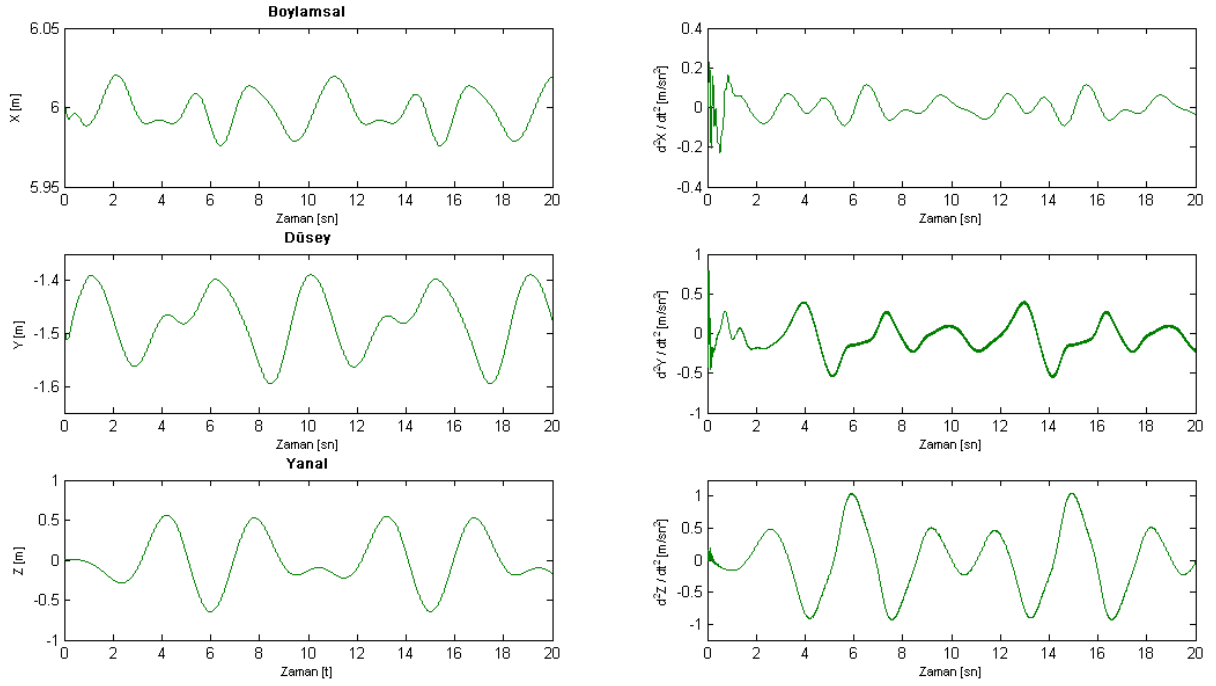 Boylamsal
6.05
6
5.95
X [m]
0 2 4 6 8 10 12 14 16 18 20
Zaman [sn]
0.4
0.2
0
-0.2
-0.4
d²X / dt² [m/sn²]
0 2 4 6 8 10 12 14 16 18 20
Zaman [sn]
Düsey
-1.4
-1.5
-1.6
Y [m]
0 2 4 6 8 10 12 14 16 18 20
Zaman [sn]
1
0.5
0
-0.5
-1
d²Y / dt² [m/sn²]
0 2 4 6 8 10 12 14 16 18 20
Zaman [sn]
Yanal
1
0.5
0
-0.5
-1
Z [m]
0 2 4 6 8 10 12 14 16 18 20
Zaman [t]
1
0.5
0
-0.5
-1
d²Z / dt² [m/sn²]
0 2 4 6 8 10 12 14 16 18 20
Zaman [sn]